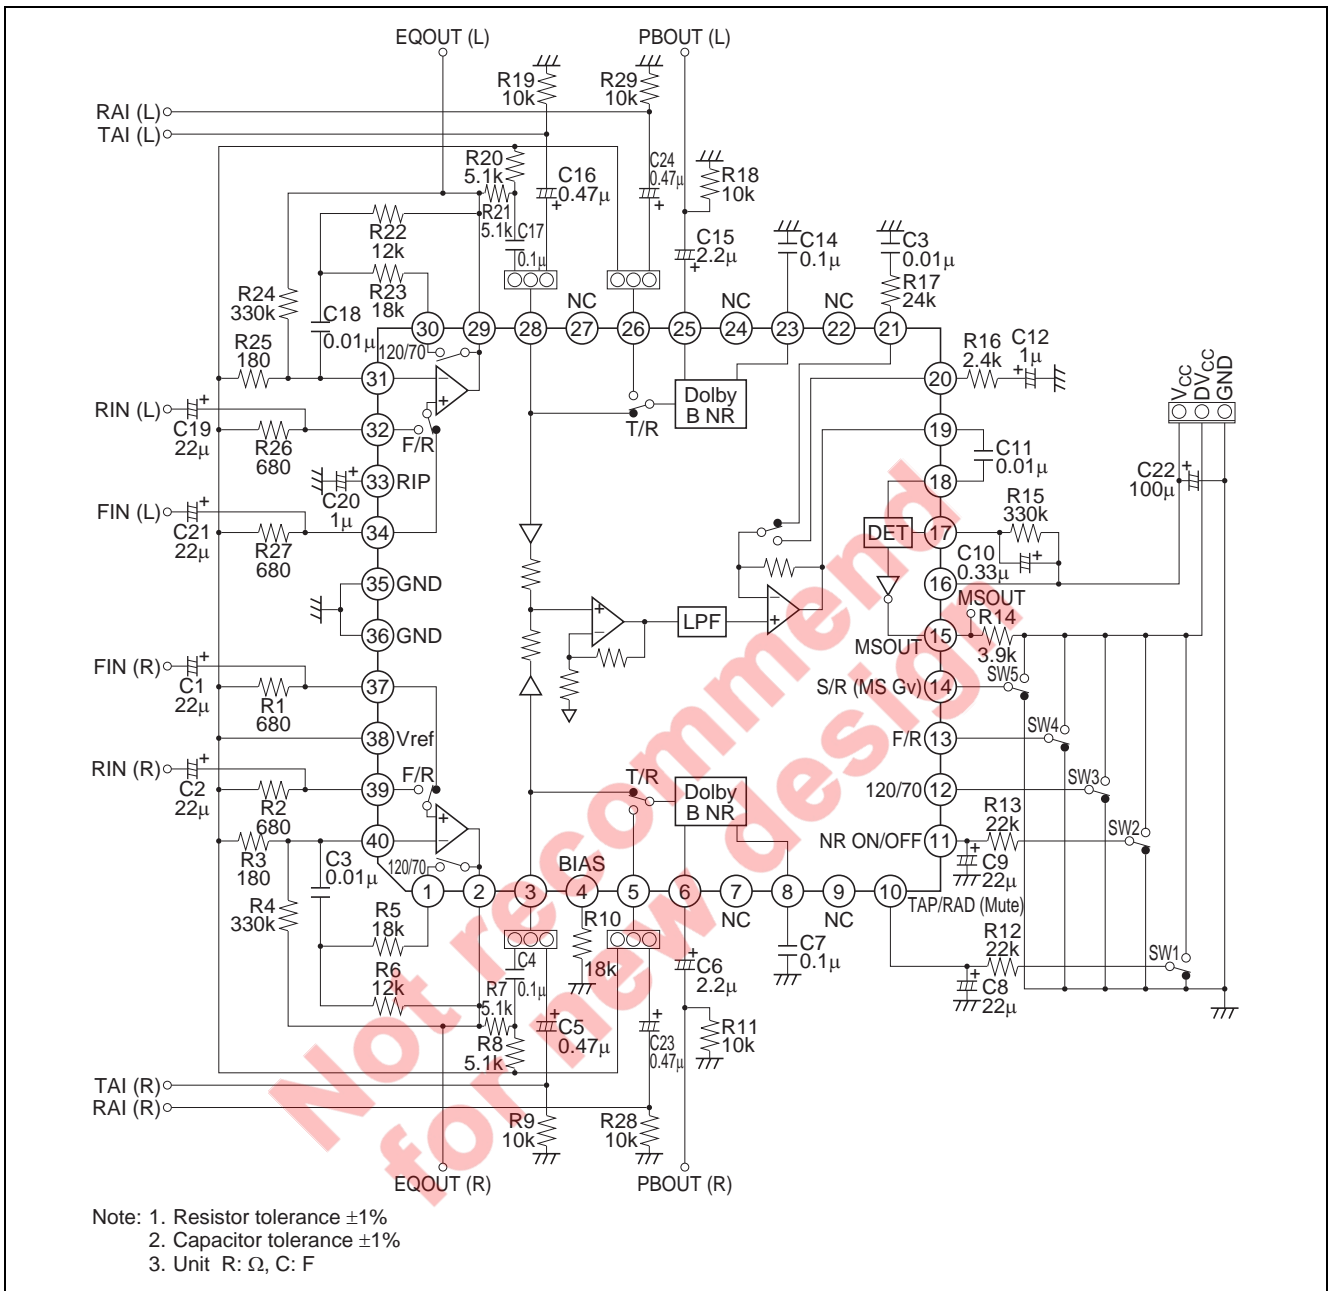 EQOUT (L)
PBOUT (L)
R19
10k
R29
10k
RAI (L)
TAI (L)
R20
5.1k
C16
0.47μ
C24
0.47μ
R18
10k
R21
5.1k
C17
0.1μ
R22
12k
R23
18k
C15
2.2μ
C14
0.1μ
C3
0.01μ
R17
24k
R24
330k
C18
0.01μ
NC
NC
NC
30
29
28
27
26
25
24
23
22
21
R25
180
120/70
31
−
+
Dolby
B NR
20
R16
2.4k
C12
1μ
VCC
DVCC
GND
RIN (L)
C19
22μ
R26
680
32
F/R
T/R
19
C11
0.01μ
33
RIP
C20
1μ
18
C22
100μ
FIN (L)
C21
22μ
R27
680
34
DET
17
R15
330k
C10
0.33μ
35
GND
16
MSOUT
36
GND
+
−
LPF
−
+
15
MSOUT
R14
3.9k
FIN (R)
C1
22μ
R1
680
37
S/R (MS Gv)
14
SW5
38
Vref
F/R
13
SW4
RIN (R)
C2
22μ
R2
680
39
F/R
T/R
Dolby
B NR
120/70
12
SW3
R3
180
40
+
−
C3
0.01μ
120/70
BIAS
NR ON/OFF
11
R13
22k
SW2
C9
22μ
1
2
3
4
5
6
7
8
9
10
NC
NC
TAP/RAD (Mute)
R4
330k
R5
18k
R6
12k
R7
5.1k
R8
5.1k
C4
0.1μ
R10
18k
C5
0.47μ
C23
0.47μ
C6
2.2μ
C7
0.1μ
R11
10k
R12
22k
C8
22μ
SW1
TAI (R)
RAI (R)
R9
10k
R28
10k
EQOUT (R)
PBOUT (R)
Not recommend
for new design
Note: 1. Resistor tolerance ±1%
2. Capacitor tolerance ±1%
3. Unit R: Ω, C: F